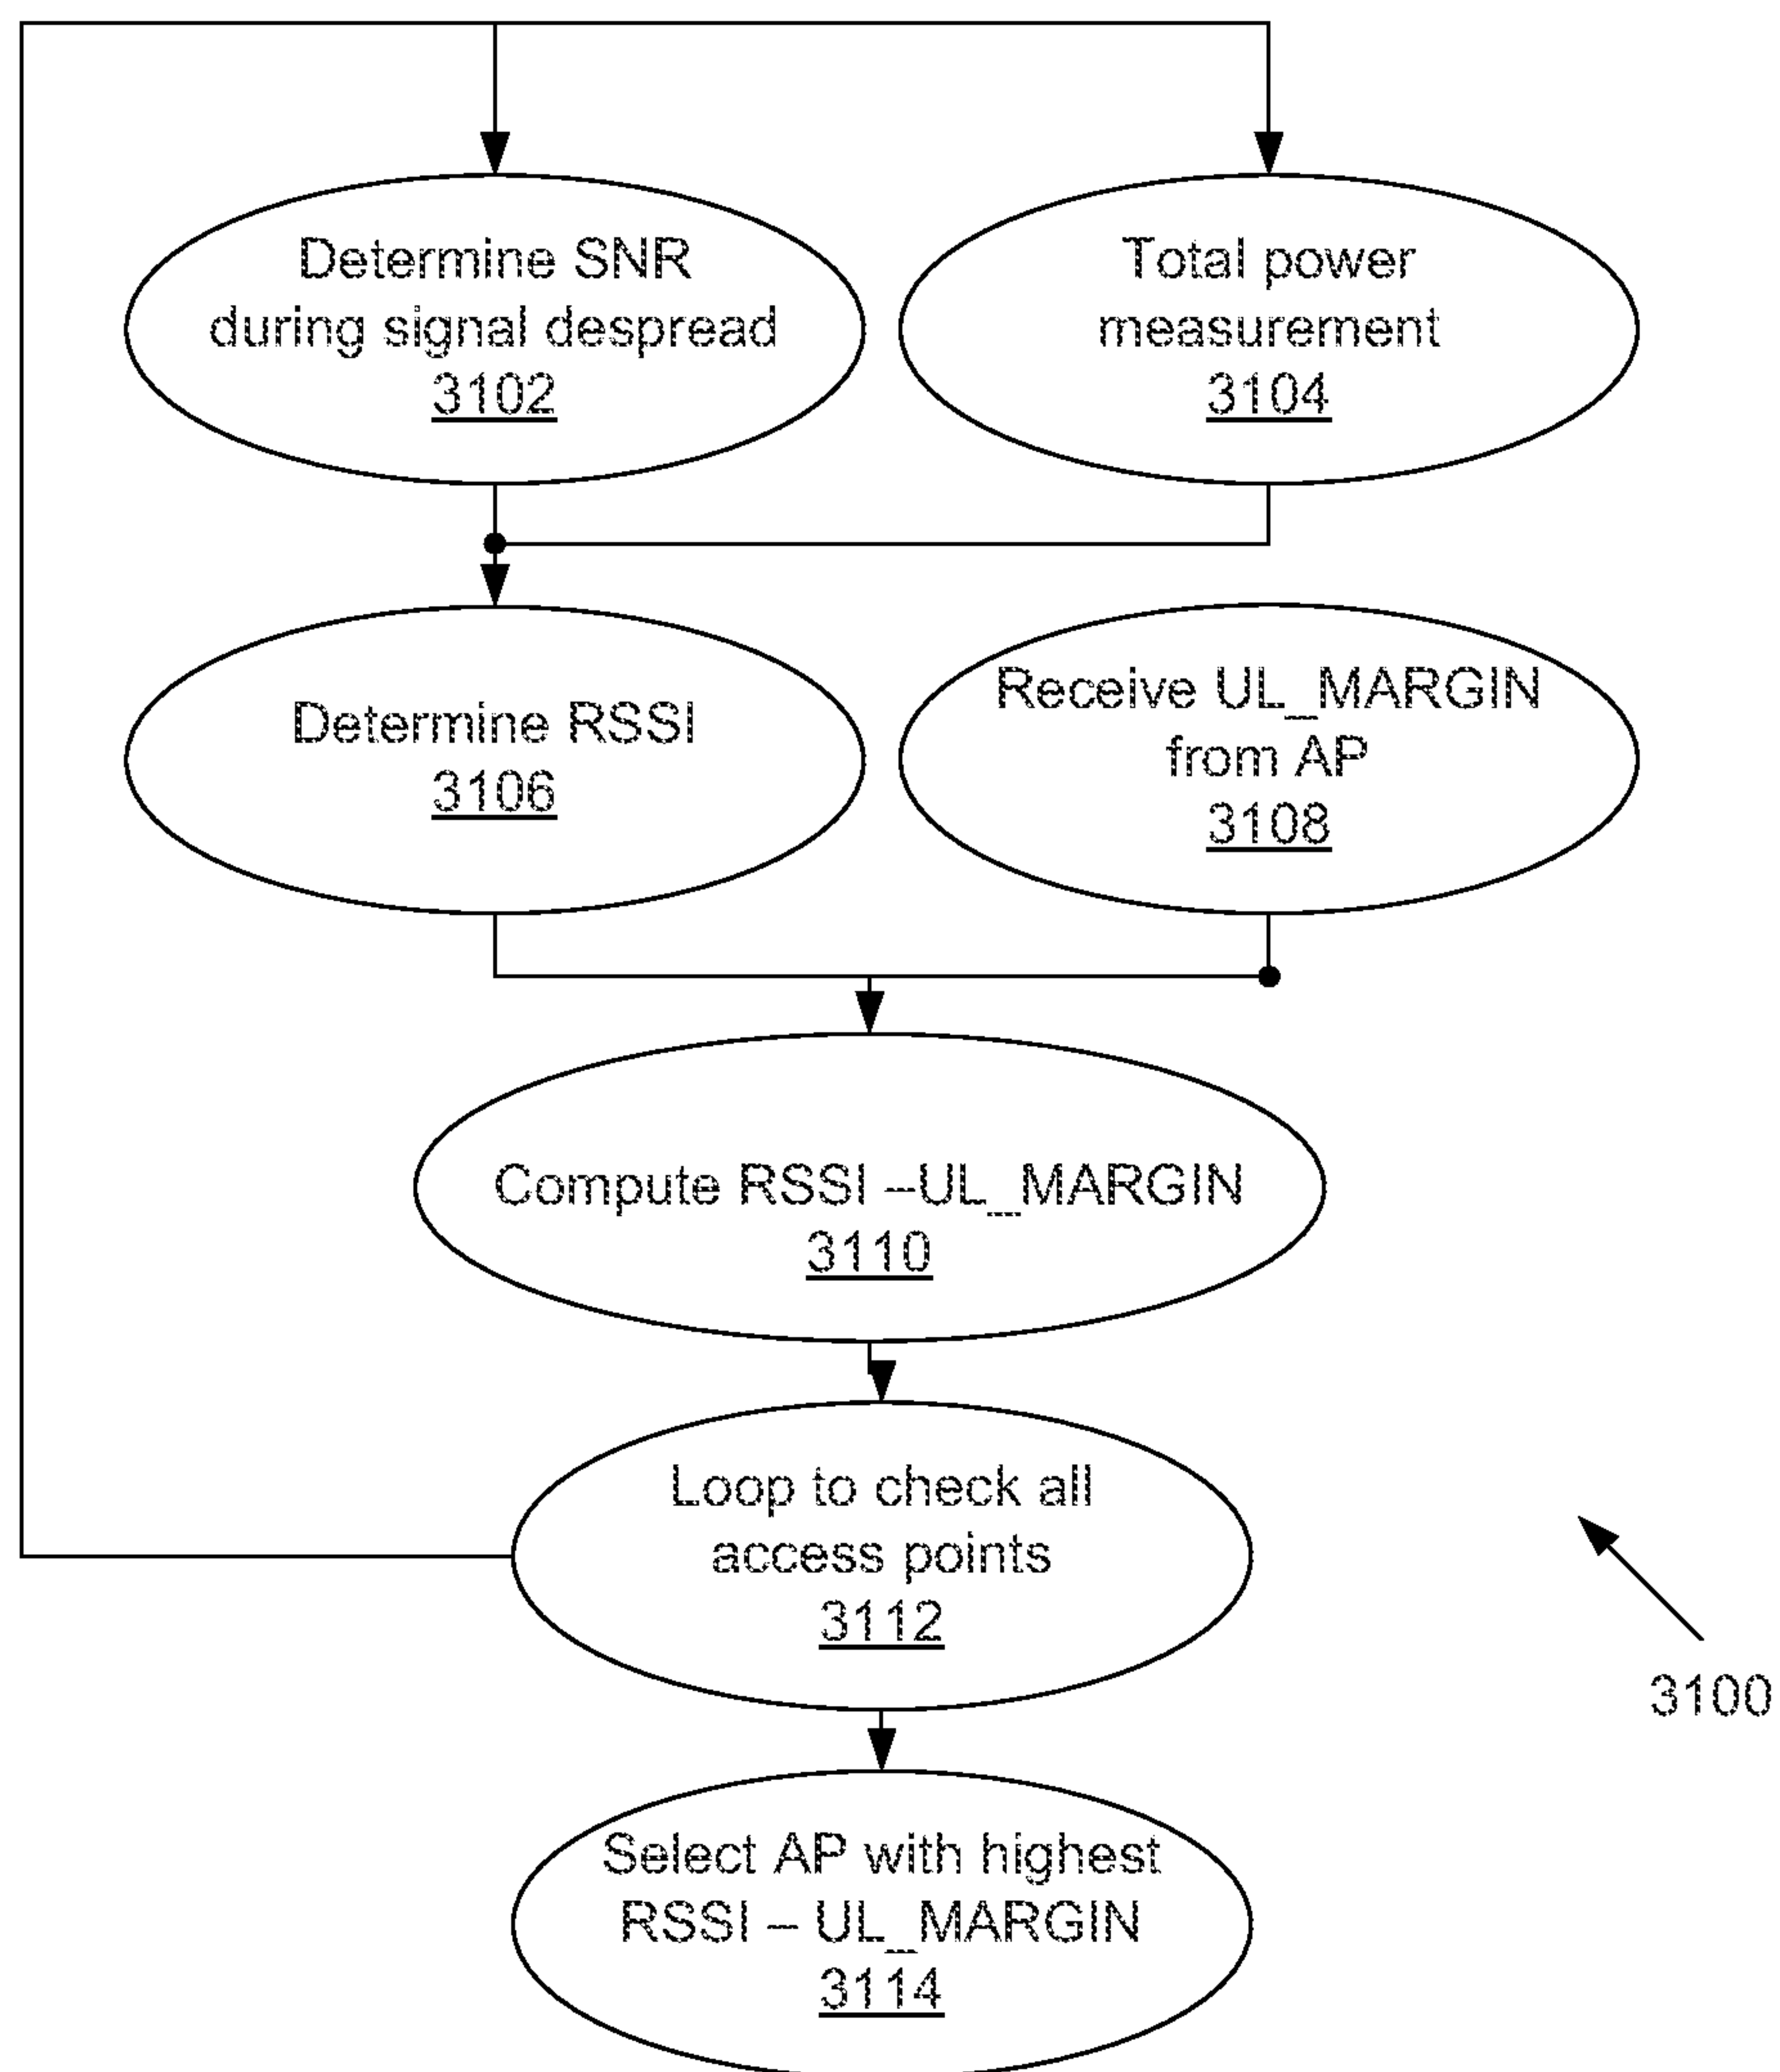 Determine SNR
during signal despread
3102
Total power
measurement
3104
Determine RSSI
3106
Receive UL_MARGIN
from AP
3108
Compute RSSI –UL_MARGIN
3110
Loop to check all
access points
3112
3100
Select AP with highest
RSSI – UL_MARGIN
3114